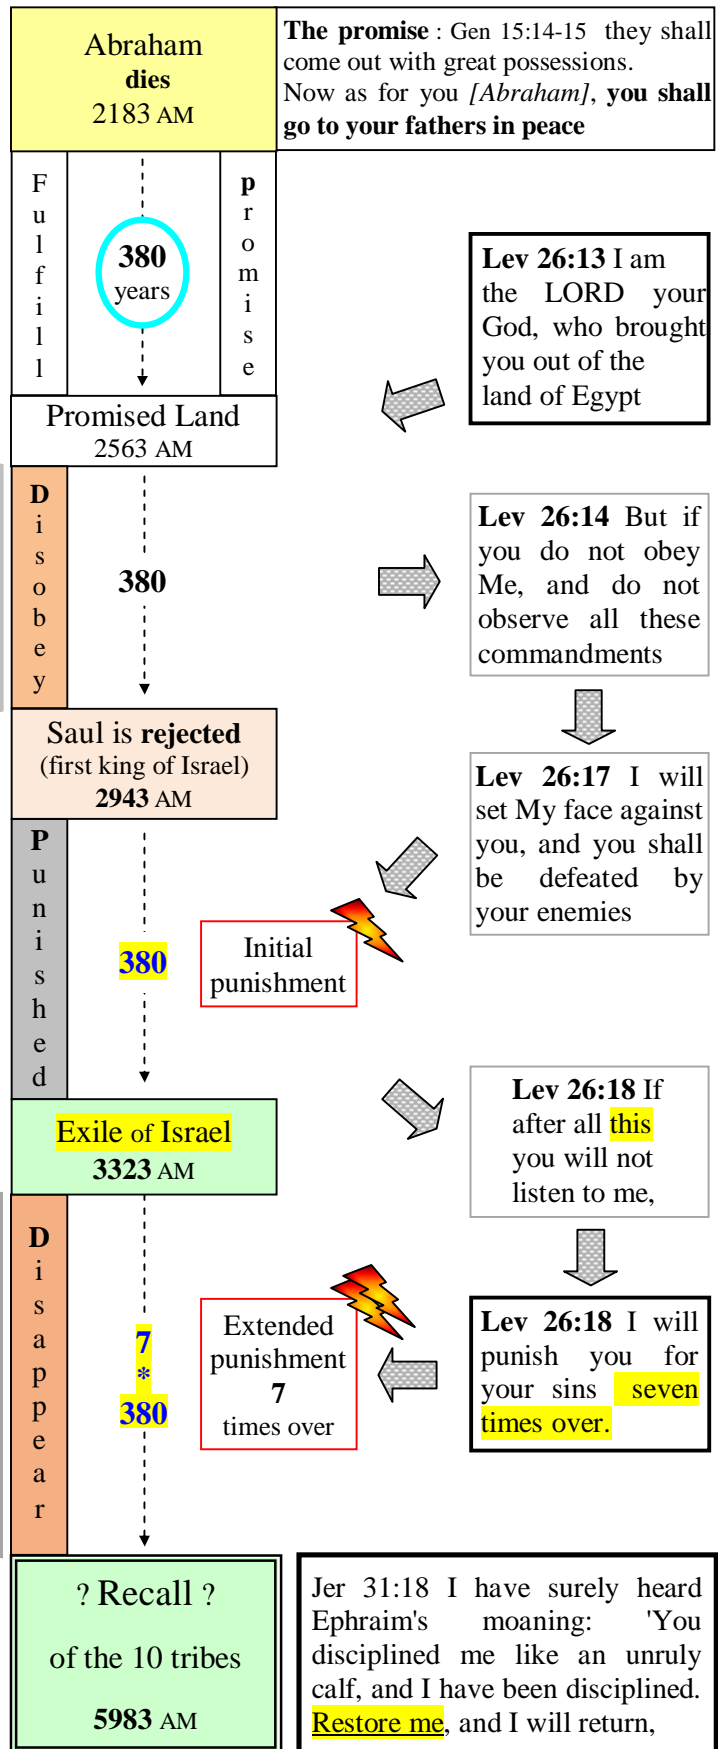 Abraham
dies
2183 AM
The promise : Gen 15:14-15 they shall
come out with great possessions.
Now as for you [Abraham], you shall
go to your fathers in peace
Fulfill
380
years
promise
Lev 26:13 I am
the LORD your
God, who brought
you out of the
land of Egypt
Promised Land
2563 AM
Disobey
380
Lev 26:14 But if
you do not obey
Me, and do not
observe all these
commandments
Saul is rejected
(first king of Israel)
2943 AM
Lev 26:17 I will
set My face against
you, and you shall
be defeated by
your enemies
Punished
380
Initial
punishment
Lev 26:18 If
after all this
you will not
listen to me,
Exile of Israel
3323 AM
Disappear
7
*
380
Extended
punishment
7
times over
Lev 26:18 I will
punish you for
your sins seven
times over.
? Recall ?
of the 10 tribes
5983 AM
Jer 31:18 I have surely heard
Ephraim's moaning: 'You
disciplined me like an unruly
calf, and I have been disciplined.
Restore me, and I will return,